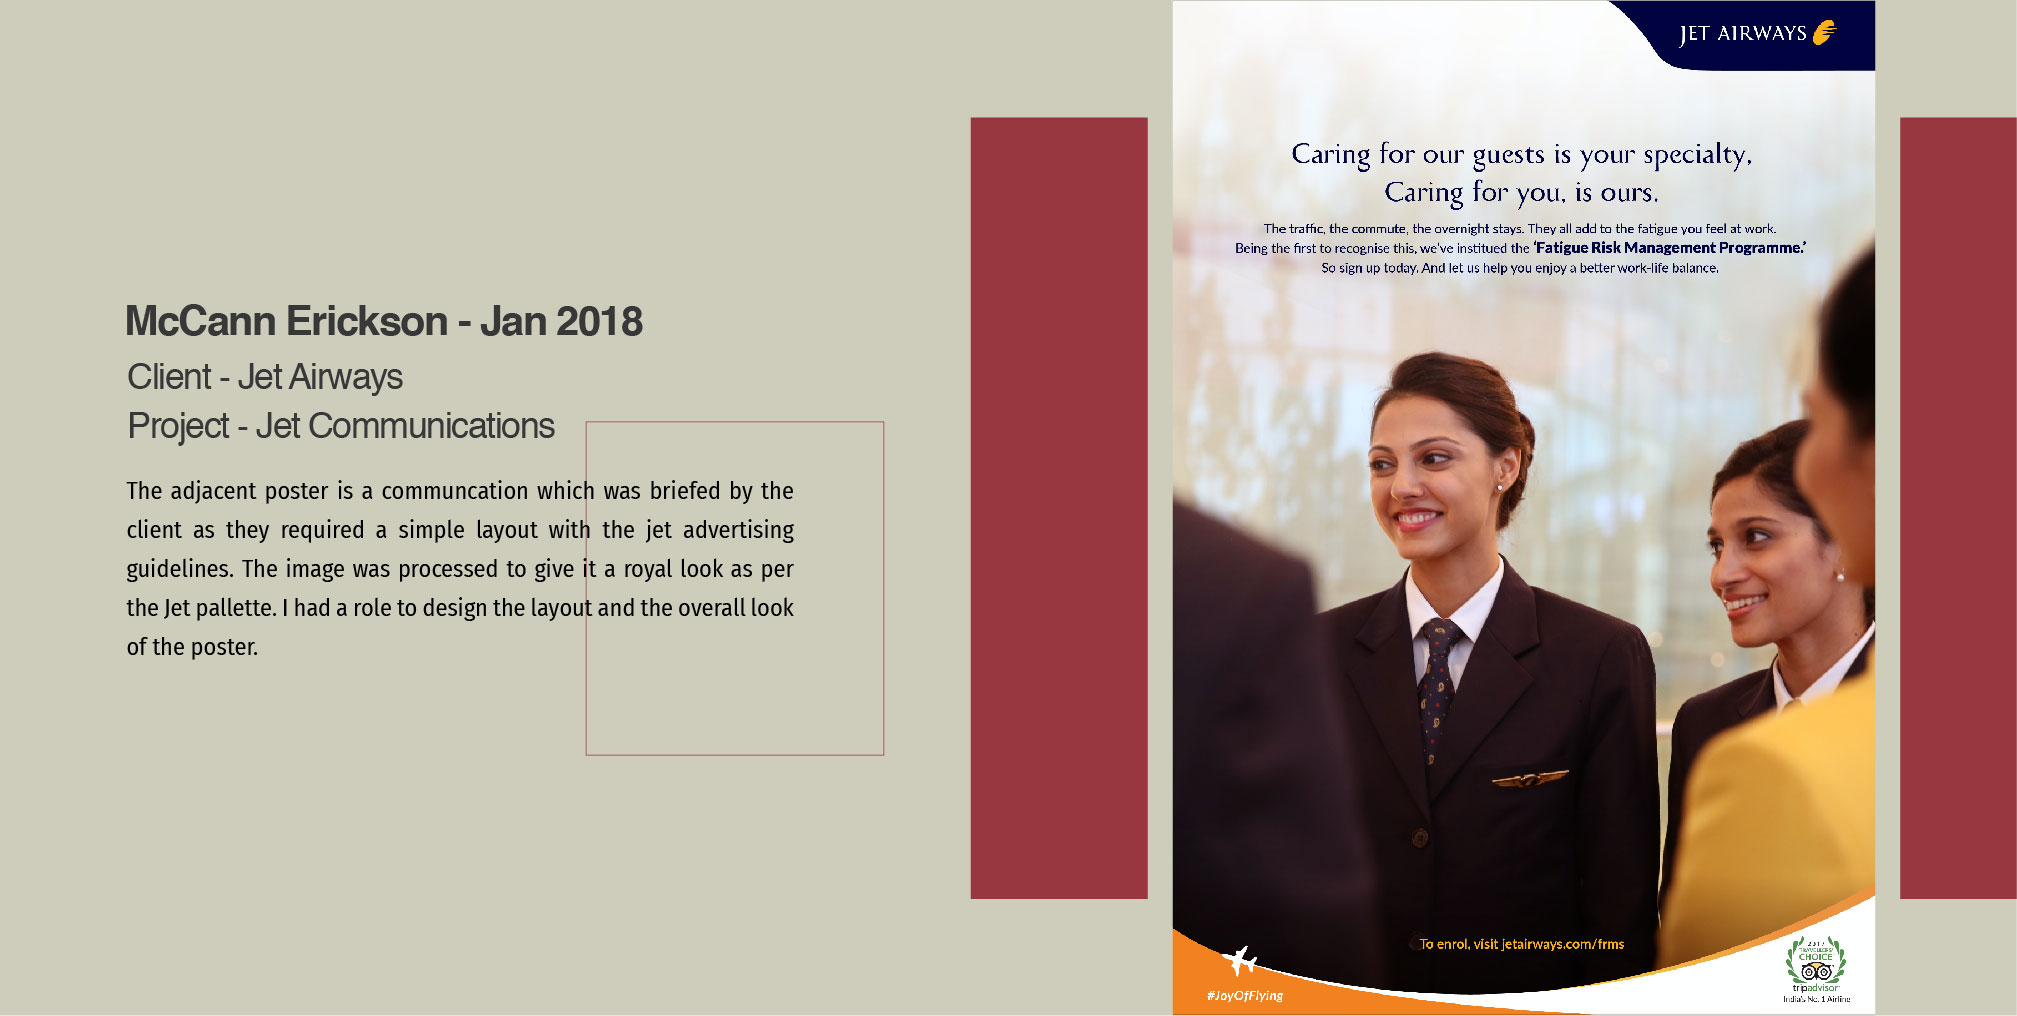 McCann Erickson - Jan 2018
Client - Jet Airways
Project - Jet Communications
The adjacent poster is a communcation which was briefed by the
client as they required a simple layout with the jet advertising
guidelines. The image was processed to give it a royal look as per
the Jet pallette. I had a role to design the layout and the overall look
of the poster.
JET AIRWAYS
Caring for our guests is your specialty,
Caring for you, is ours.
The traffic, the commute, the overnight stays. They all add to the fatigue you feel at work.
Being the first to recognise this, we've institued the 'Fatigue Risk Management Programme.'
So sign up today. And let us help you enjoy a better work-life balance.
To enrol, visit jetairways.com/frms
#JoyOfFlying
2017
TRAVELLERS'
CHOICE
tripadvisor
India's No. 1 Airline